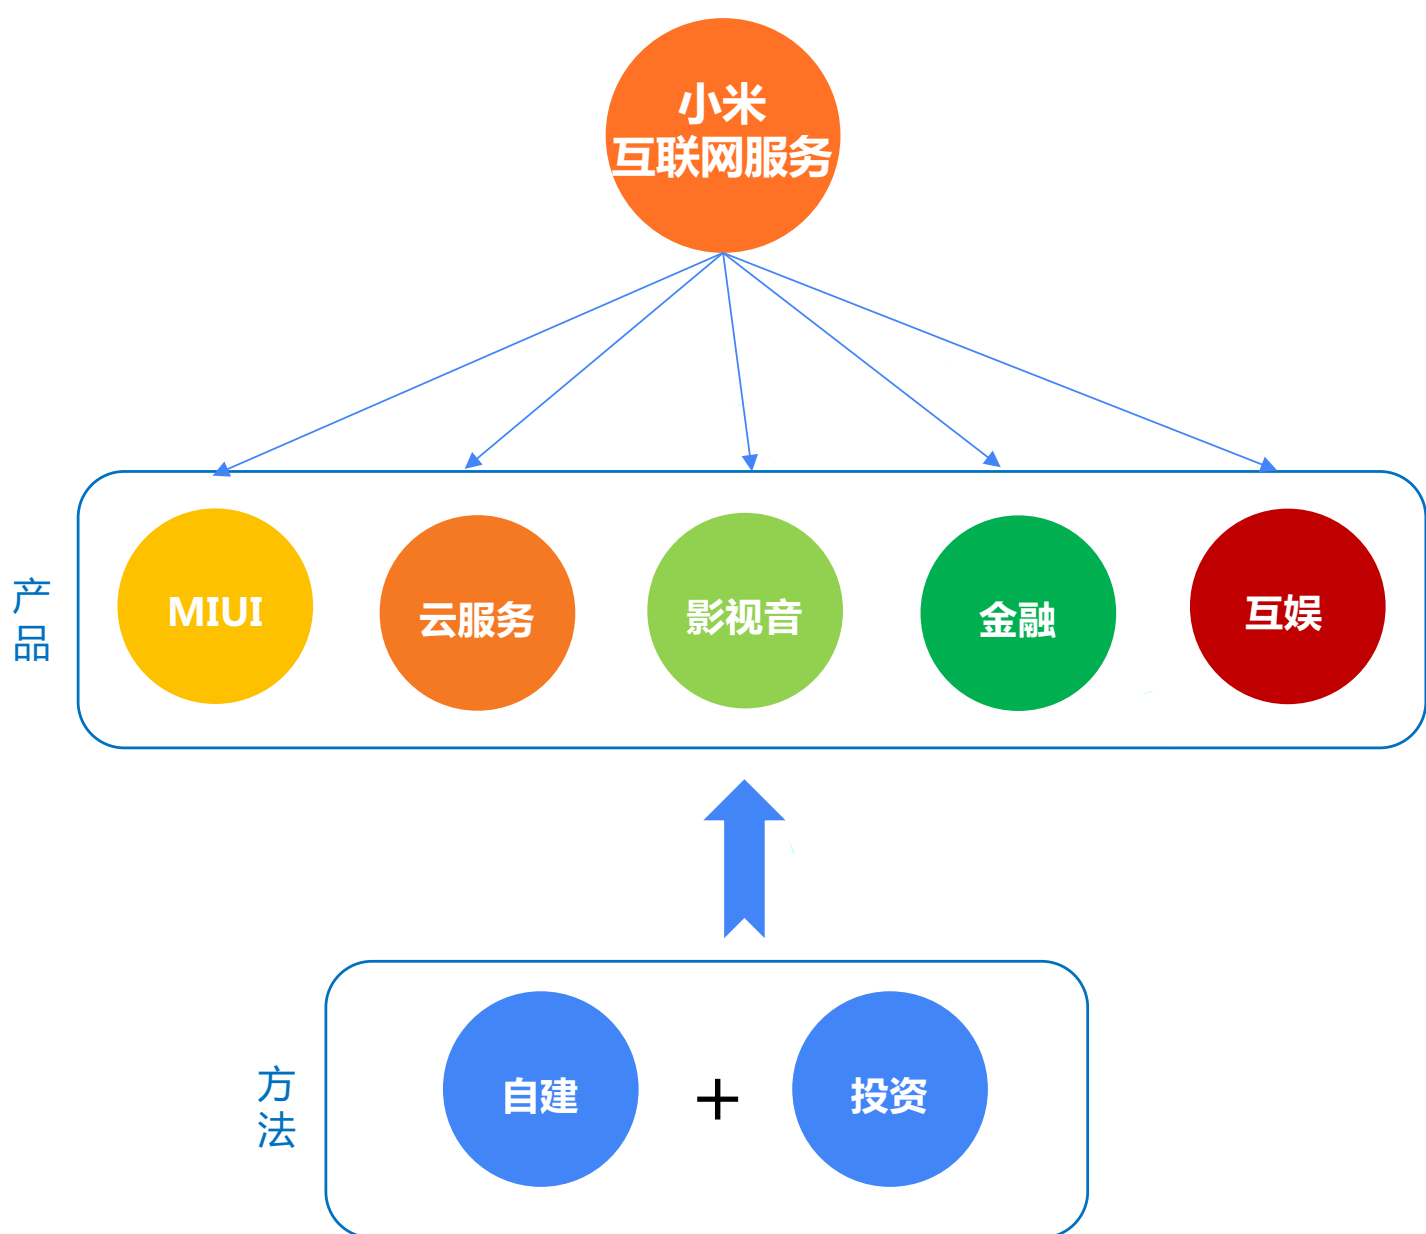 小米
互联网服务
产
品
MIUI
云服务
影视音
金融
互娱
方
法
自建
+
投资